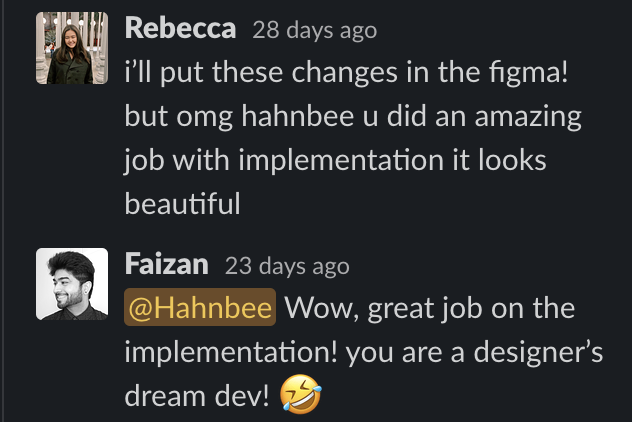 Rebecca 28 days ago
i’ll put these changes in the figma!
but omg hahnbee u did an amazing
job with implementation it looks
beautiful
Faizan 23 days ago
@Hahnbee Wow, great job on the
implementation! you are a designer’s
dream dev! 🤣